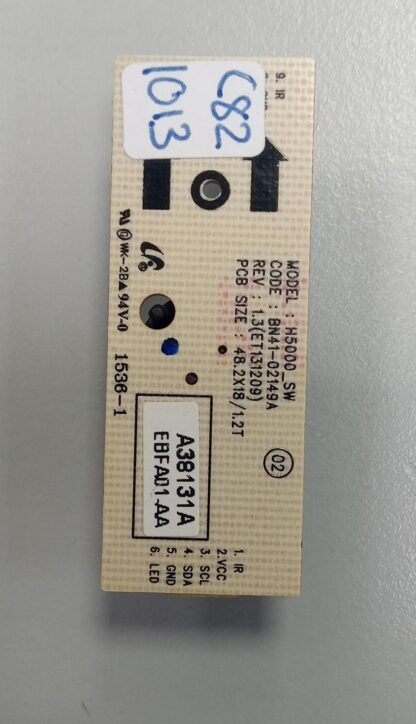 C82
1013
9. IR
MODEL : H5000_SW
CODE : BN41-02149A
REV : 1.3(ET131209)
PCB SIZE : 48.2X18/1.2T
02
WK-2B▲94V-0
1536-1
A38131A
EBFA01-AA
1. IR
2.VCC
3. SCL
4. SDA
5. GND
6. LED